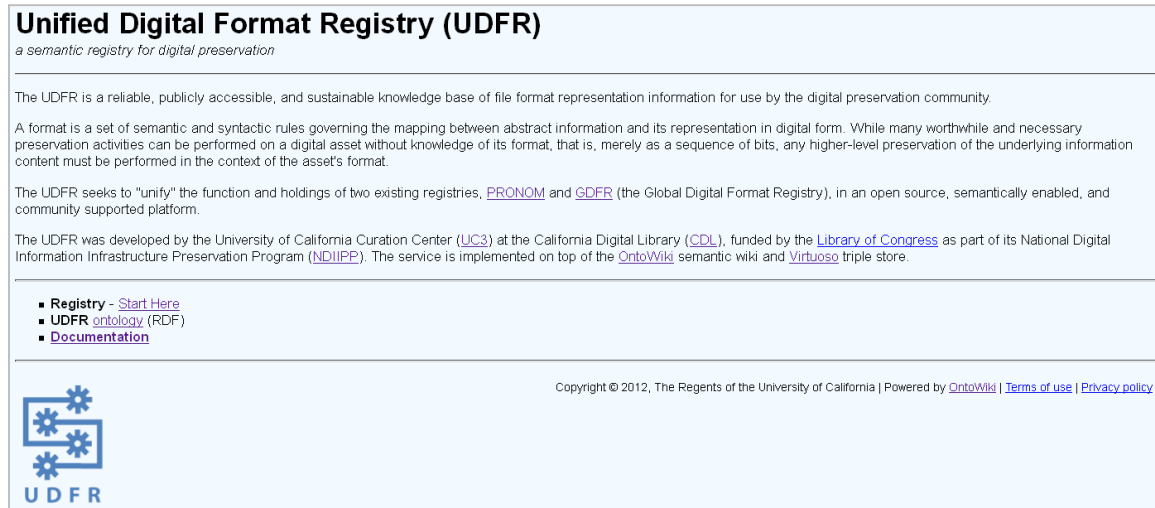 Unified Digital Format Registry (UDFR)
a semantic registry for digital preservation
The UDFR is a reliable, publicly accessible, and sustainable knowledge base of file format representation information for use by the digital preservation community.
A format is a set of semantic and syntactic rules governing the mapping between abstract information and its representation in digital form. While many worthwhile and necessary
preservation activities can be performed on a digital asset without knowledge of its format, that is, merely as a sequence of bits, any higher-level preservation of the underlying information
content must be performed in the context of the asset's format.
The UDFR seeks to "unify" the function and holdings of two existing registries, PRONOM and GDFR (the Global Digital Format Registry), in an open source, semantically enabled, and
community supported platform.
The UDFR was developed by the University of California Curation Center (UC3) at the California Digital Library (CDL), funded by the Library of Congress as part of its National Digital
Information Infrastructure Preservation Program (NDIIPP). The service is implemented on top of the OntoWiki semantic wiki and Virtuoso triple store.
Registry - Start Here
UDFR ontology (RDF)
Documentation
Copyright © 2012, The Regents of the University of California | Powered by OntoWiki | Terms of use | Privacy policy
UDFR